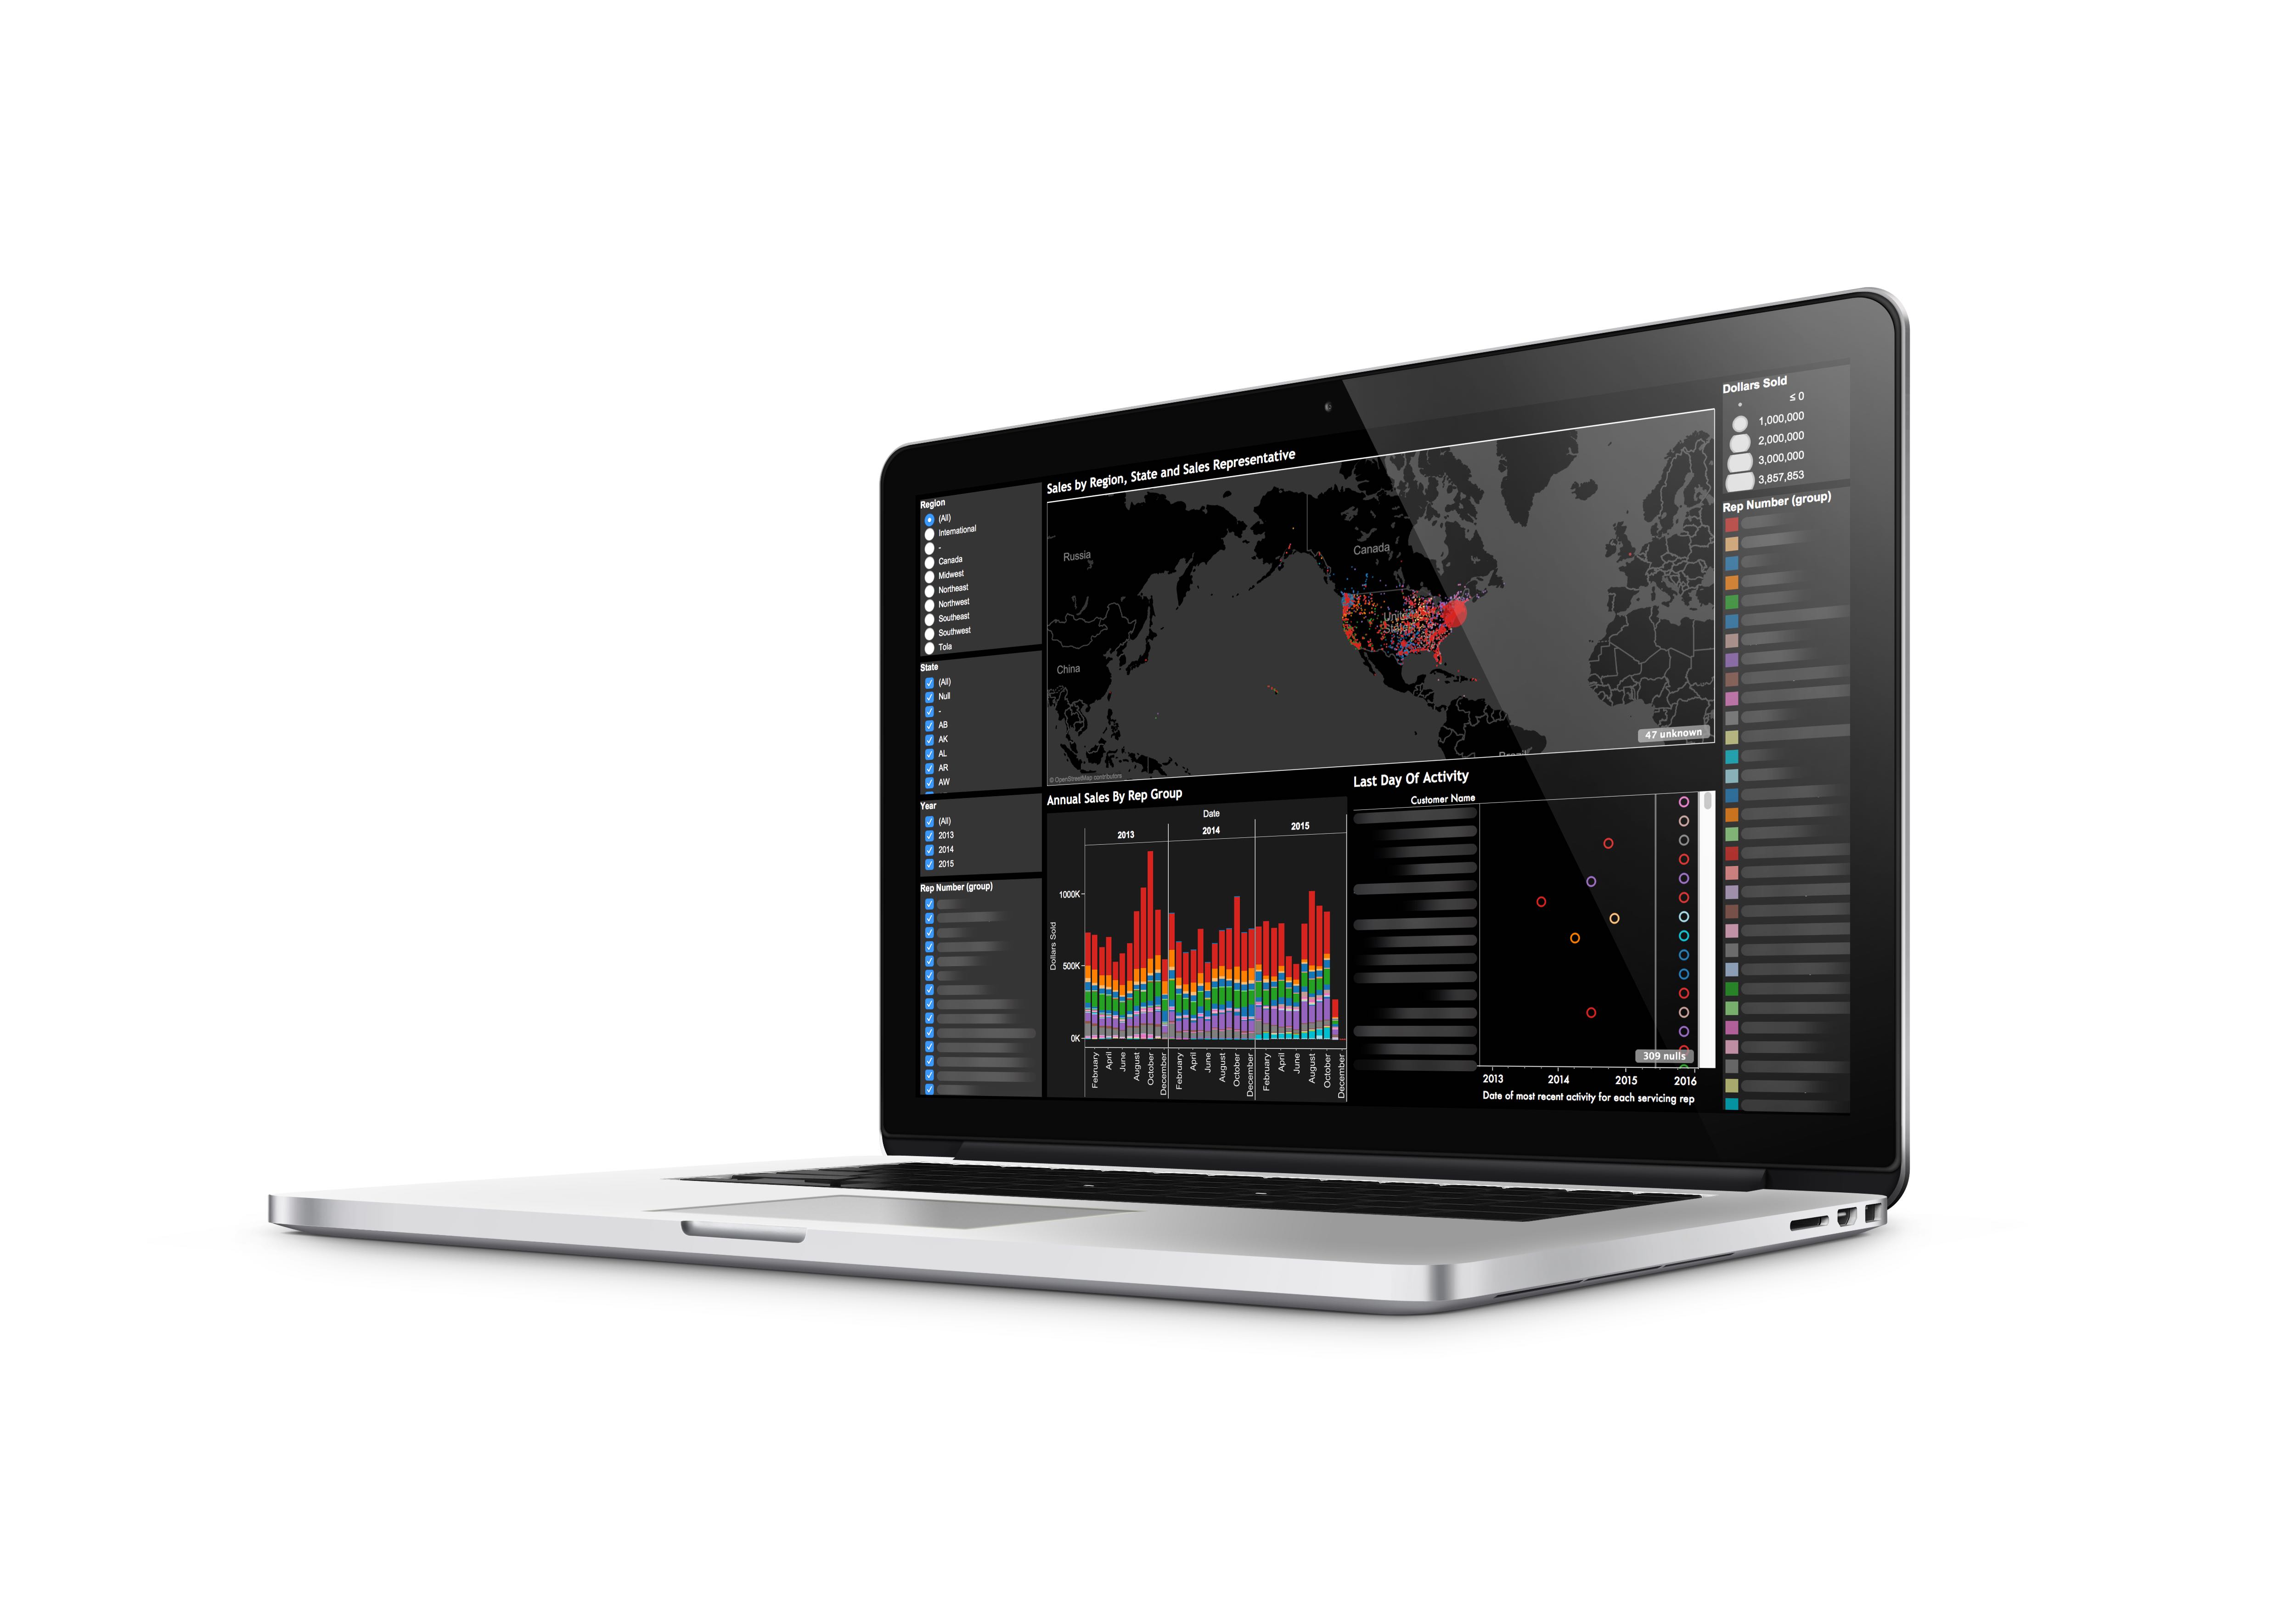 Region
(All)
International
-
Canada
Midwest
Northeast
Northwest
Southeast
Southwest
Tola
State
(All)
Null
-
AB
AK
AL
AR
AW
Year
(All)
2013
2014
2015
Rep Number (group)
Sales by Region, State and Sales Representative
Russia
Canada
United
States
China
Brazil
47 unknown
© OpenStreetMap contributors
Annual Sales By Rep Group
Date
2013 2014 2015
Dollars Sold
1000K
500K
0K
February April June August October December February April June August October December February April June August October December
Last Day Of Activity
Customer Name
309 nulls
2013 2014 2015 2016
Date of most recent activity for each servicing rep
Dollars Sold
≤ 0
1,000,000
2,000,000
3,000,000
3,857,853
Rep Number (group)